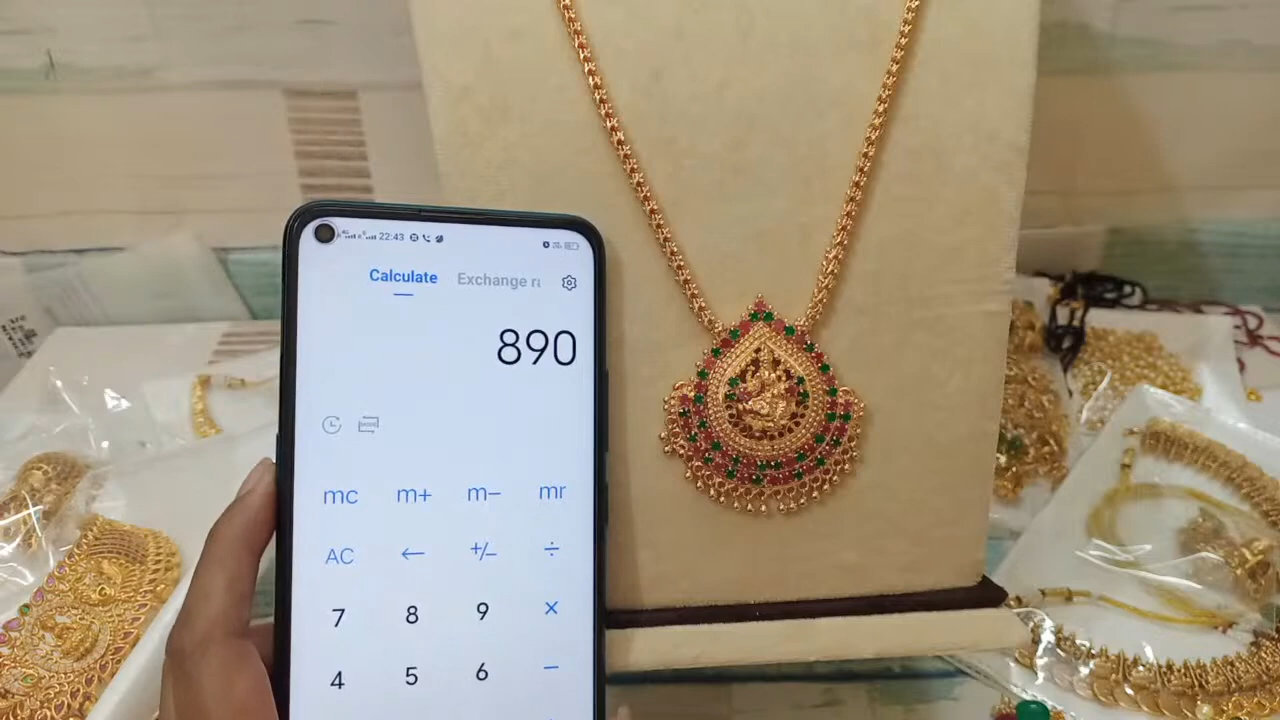 22:43
Calculate Exchange r
890
mc m+ m– mr
AC ← +/– ÷
7 8 9 ×
4 5 6 –